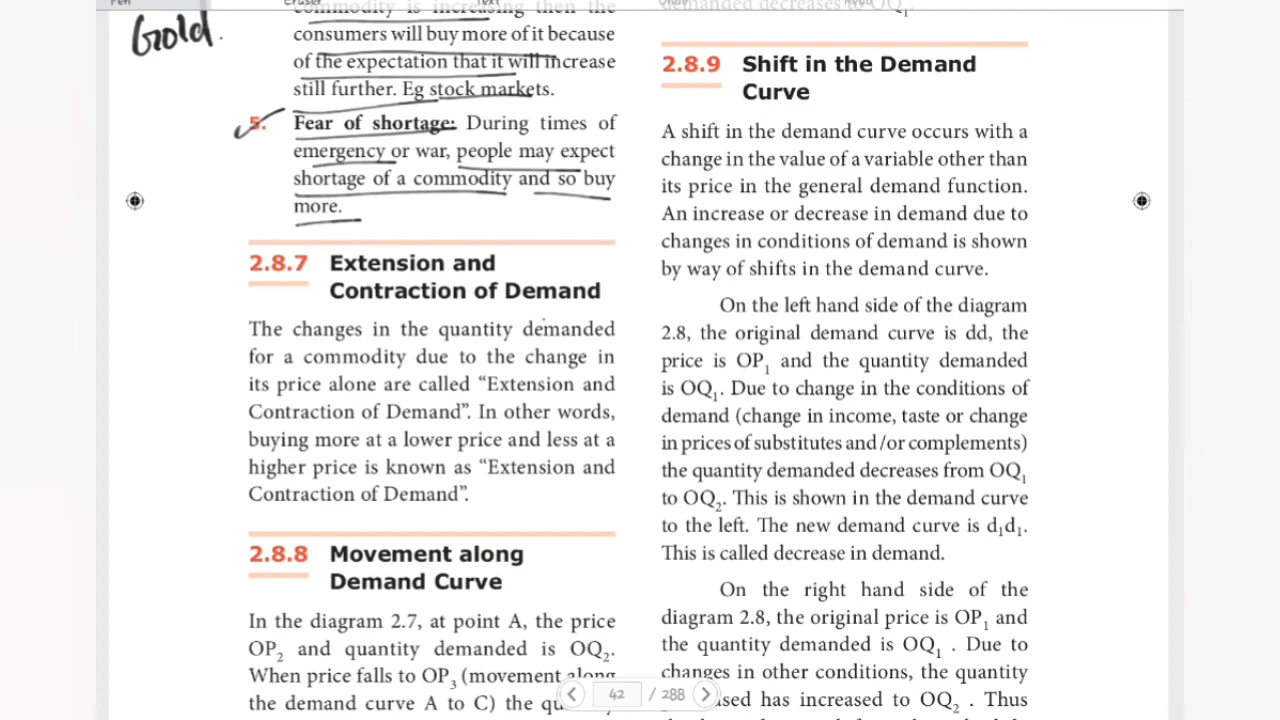 Pen
Eraser
Text
Gold.
commodity is increasing then the
consumers will buy more of it because
of the expectation that it will increase
still further. Eg stock markets.
5. Fear of shortage: During times of
emergency or war, people may expect
shortage of a commodity and so buy
more.
2.8.7 Extension and
Contraction of Demand
The changes in the quantity demanded
for a commodity due to the change in
its price alone are called “Extension and
Contraction of Demand”. In other words,
buying more at a lower price and less at a
higher price is known as “Extension and
Contraction of Demand”.
2.8.8 Movement along
Demand Curve
In the diagram 2.7, at point A, the price
OP₂ and quantity demanded is OQ₂.
When price falls to OP₃ (movement along
the demand curve A to C) the
demanded decreases to OQ₁
2.8.9 Shift in the Demand
Curve
A shift in the demand curve occurs with a
change in the value of a variable other than
its price in the general demand function.
An increase or decrease in demand due to
changes in conditions of demand is shown
by way of shifts in the demand curve.
On the left hand side of the diagram
2.8, the original demand curve is dd, the
price is OP₁ and the quantity demanded
is OQ₁. Due to change in the conditions of
demand (change in income, taste or change
in prices of substitutes and/or complements)
the quantity demanded decreases from OQ₁
to OQ₂. This is shown in the demand curve
to the left. The new demand curve is d₁d₁.
This is called decrease in demand.
On the right hand side of the
diagram 2.8, the original price is OP₁ and
the quantity demanded is OQ₁ . Due to
changes in other conditions, the quantity
has increased to OQ₂ . Thus
42 / 288